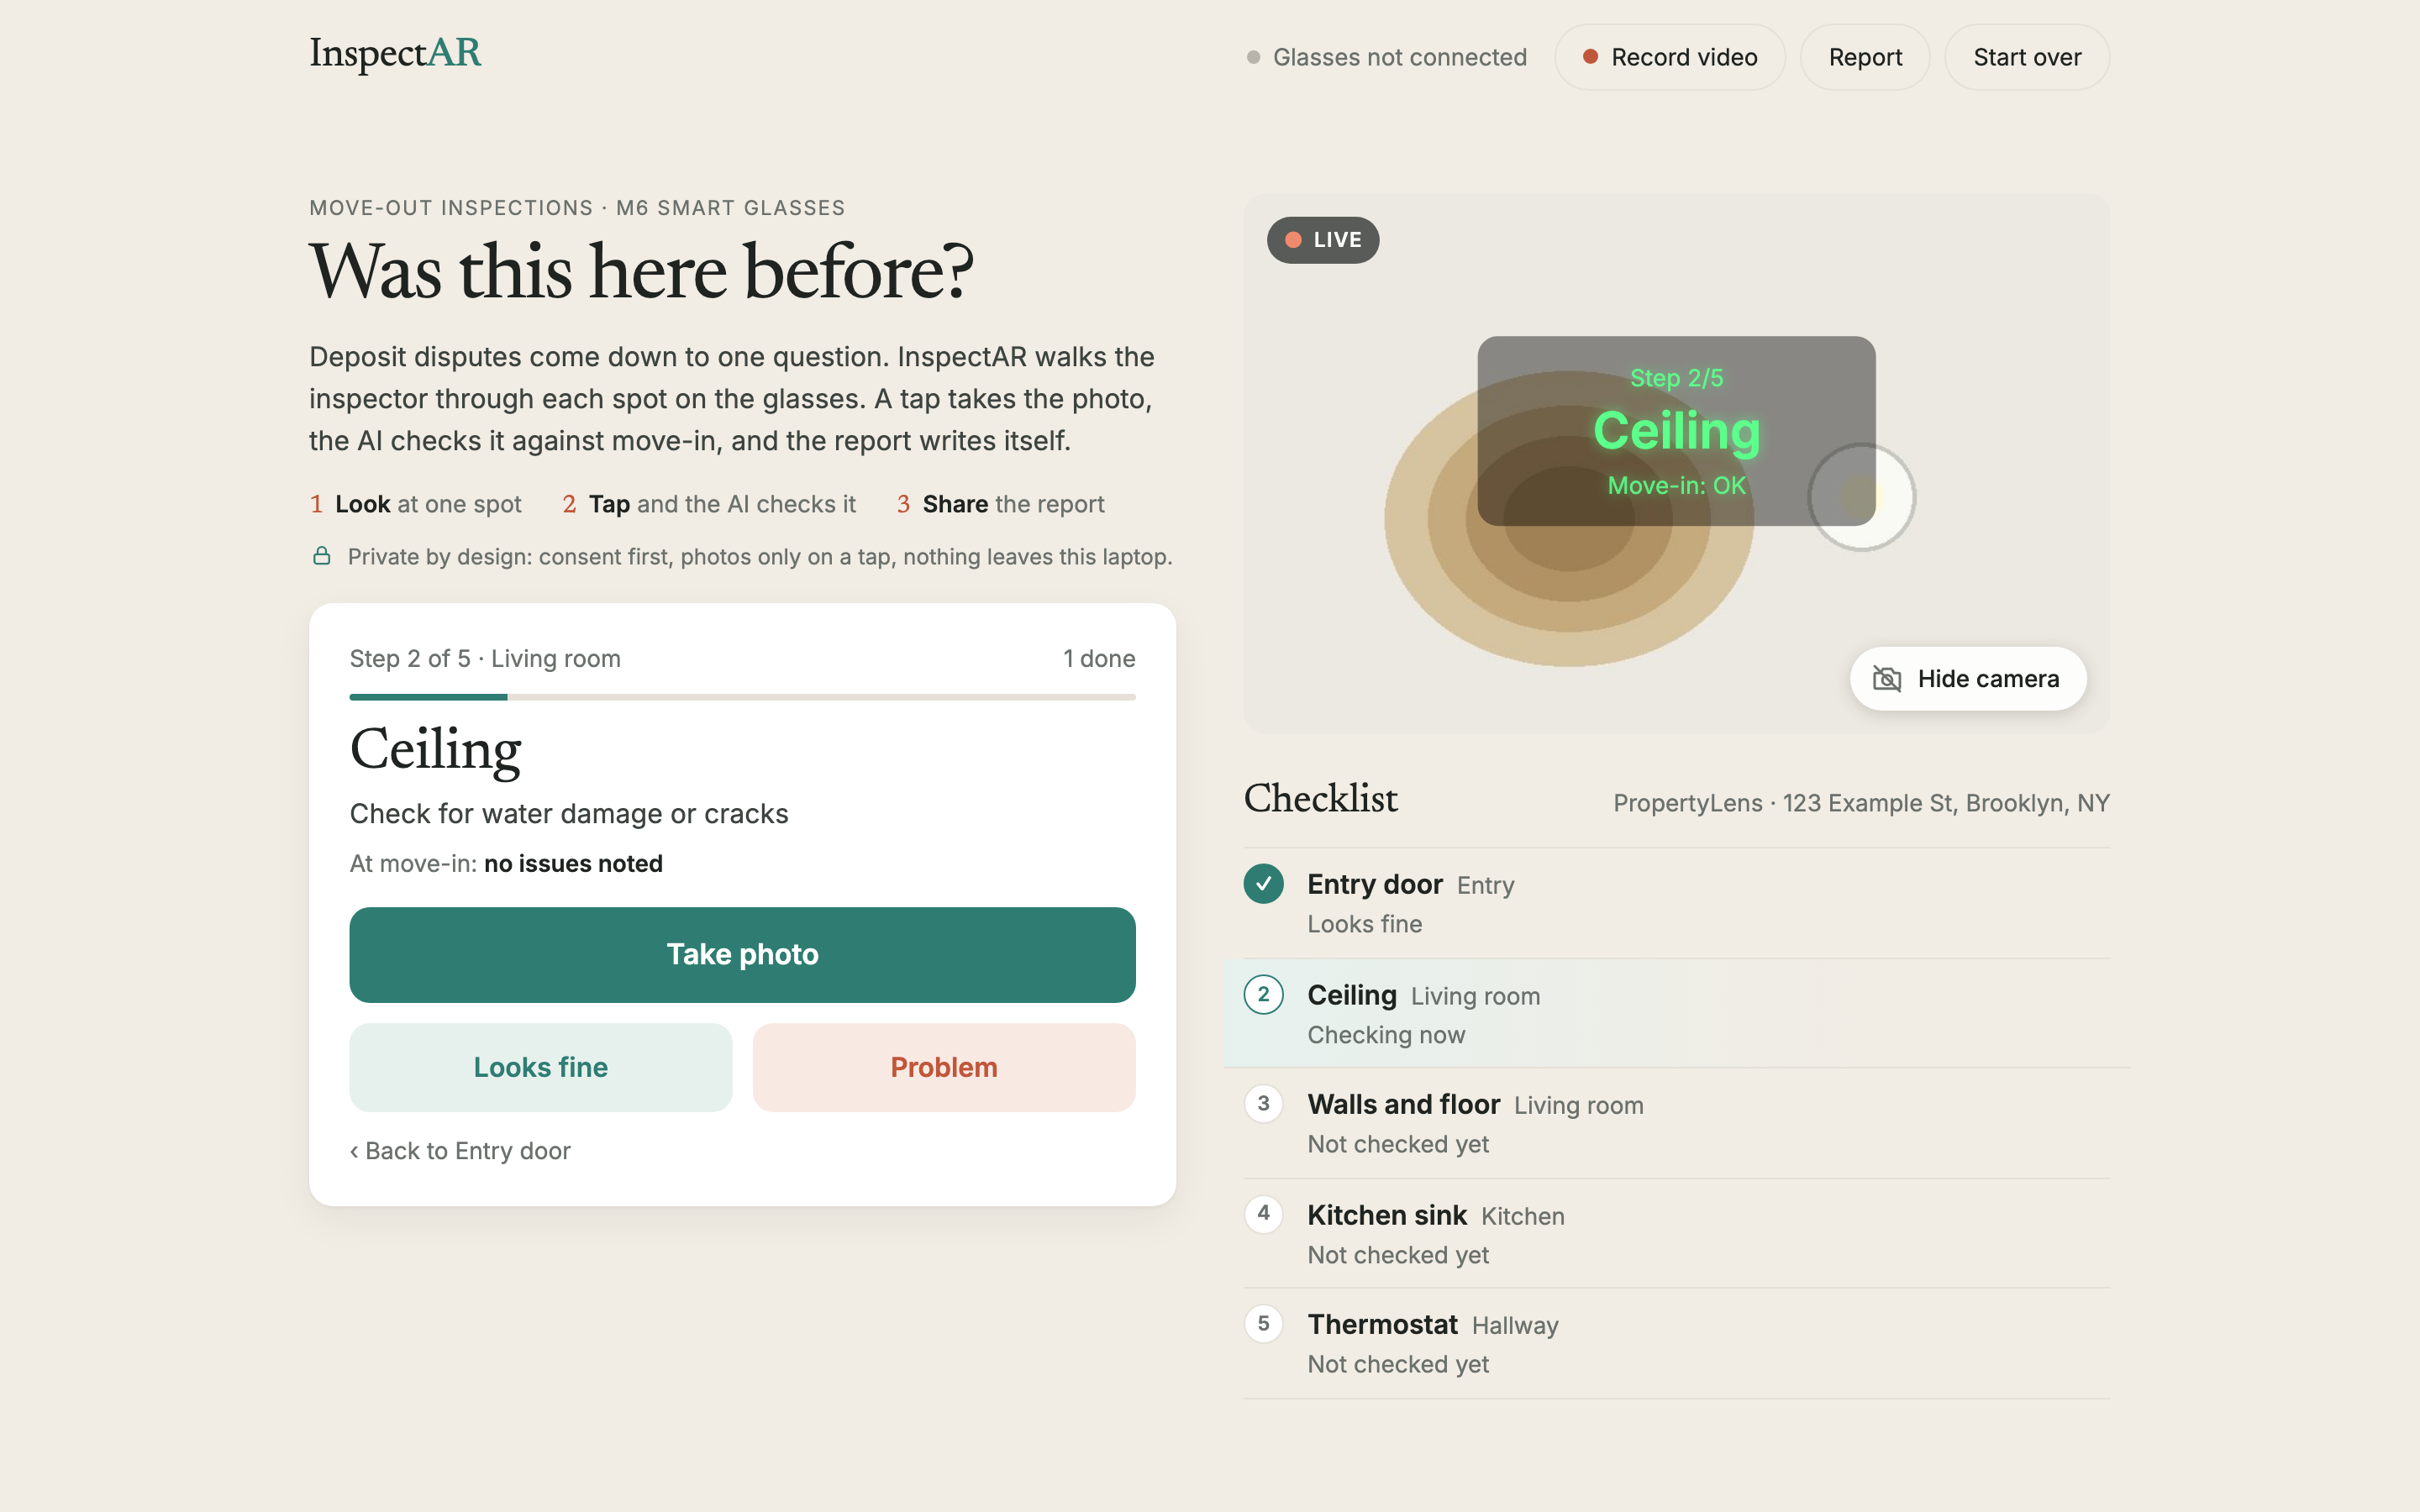 InspectAR
Glasses not connected
Record video
Report
Start over
MOVE-OUT INSPECTIONS · M6 SMART GLASSES
Was this here before?
Deposit disputes come down to one question. InspectAR walks the
inspector through each spot on the glasses. A tap takes the photo,
the AI checks it against move-in, and the report writes itself.
1 Look at one spot
2 Tap and the AI checks it
3 Share the report
Private by design: consent first, photos only on a tap, nothing leaves this laptop.
Step 2 of 5 · Living room
1 done
Ceiling
Check for water damage or cracks
At move-in: no issues noted
Take photo
Looks fine
Problem
‹ Back to Entry door
LIVE
Step 2/5
Ceiling
Move-in: OK
Hide camera
Checklist
PropertyLens · 123 Example St, Brooklyn, NY
Entry door Entry
Looks fine
2 Ceiling Living room
Checking now
3 Walls and floor Living room
Not checked yet
4 Kitchen sink Kitchen
Not checked yet
5 Thermostat Hallway
Not checked yet